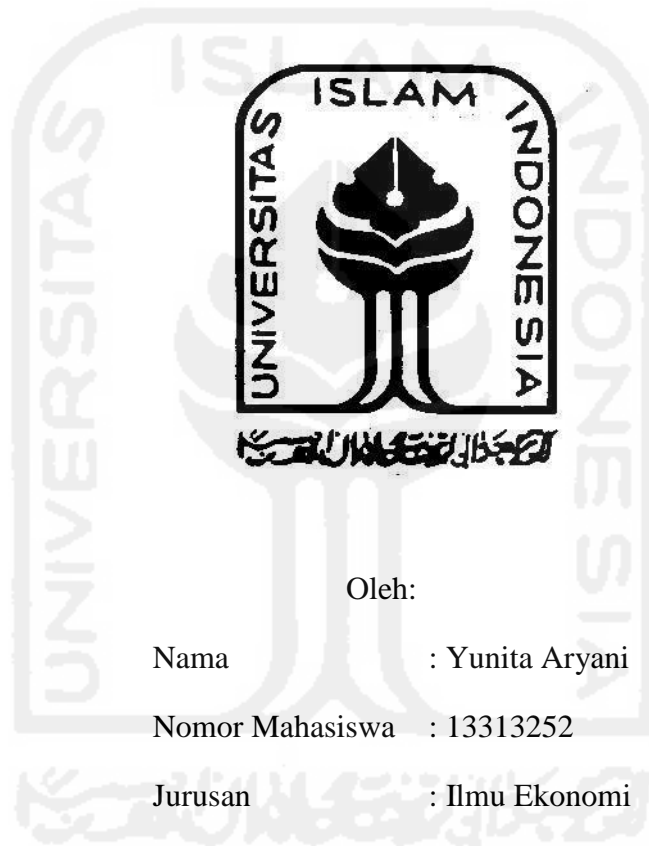 UNIVERSITAS ISLAM INDONESIA
Oleh:
Nama : Yunita Aryani
Nomor Mahasiswa : 13313252
Jurusan : Ilmu Ekonomi